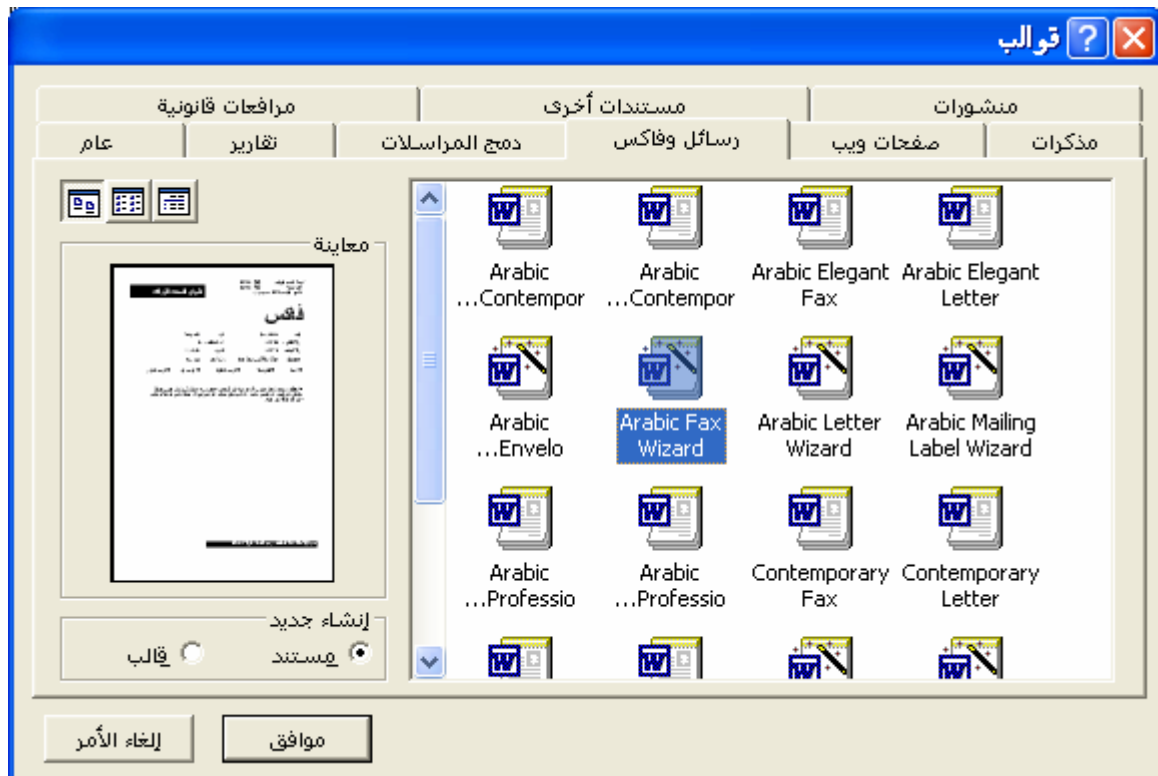 قوالب
منشورات
مستندات أخرى
مرافعات قانونية
مذكرات
صفحات ويب
رسائل وفاكس
دمج المراسلات
تقارير
عام
Arabic Elegant
Letter
Arabic Elegant
Fax
Arabic
...Contempor
Arabic
...Contempor
Arabic Mailing
Label Wizard
Arabic Letter
Wizard
Arabic Fax
Wizard
Arabic
...Envelo
Contemporary
Letter
Contemporary
Fax
Arabic
...Professio
Arabic
...Professio
معاينة
فاكس
إنشاء جديد
مستند
قالب
موافق
إلغاء الأمر